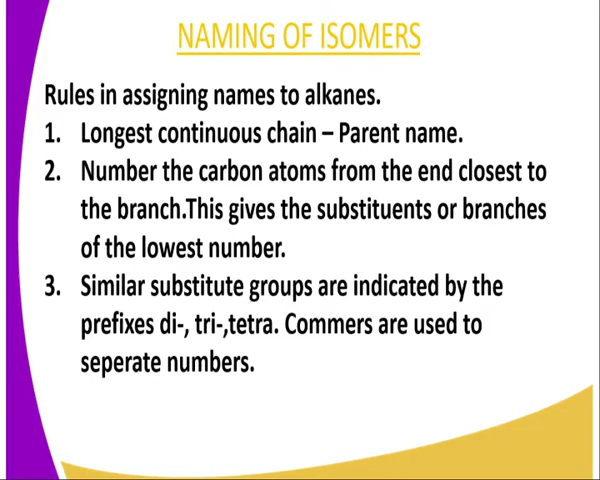 NAMING OF ISOMERS
Rules in assigning names to alkanes.
1. Longest continuous chain – Parent name.
2. Number the carbon atoms from the end closest to
the branch.This gives the substituents or branches
of the lowest number.
3. Similar substitute groups are indicated by the
prefixes di-, tri-,tetra. Commers are used to
seperate numbers.